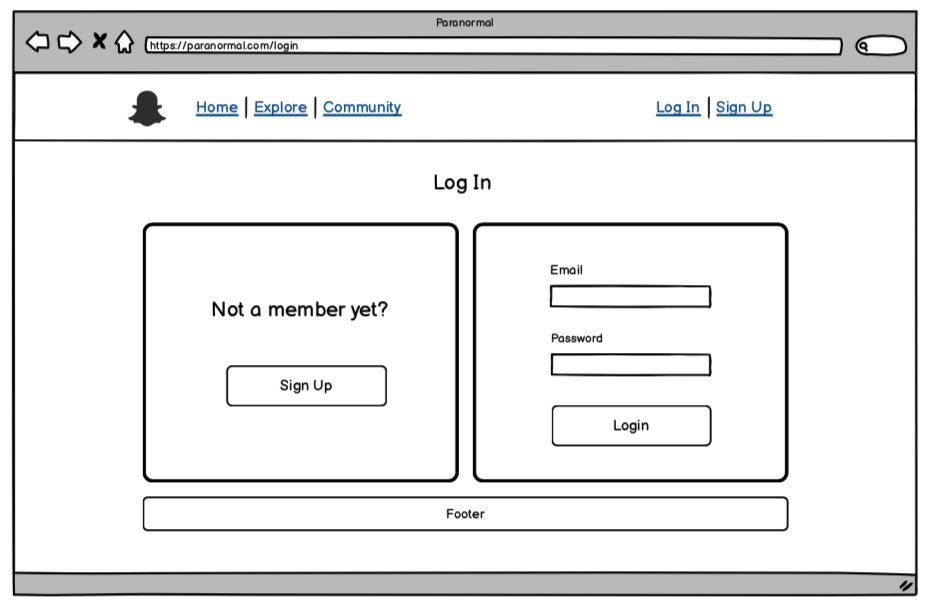 Paranormal
https://paranormal.com/login
Home | Explore | Community
Log In | Sign Up
Log In
Not a member yet?
Sign Up
Email
Password
Login
Footer